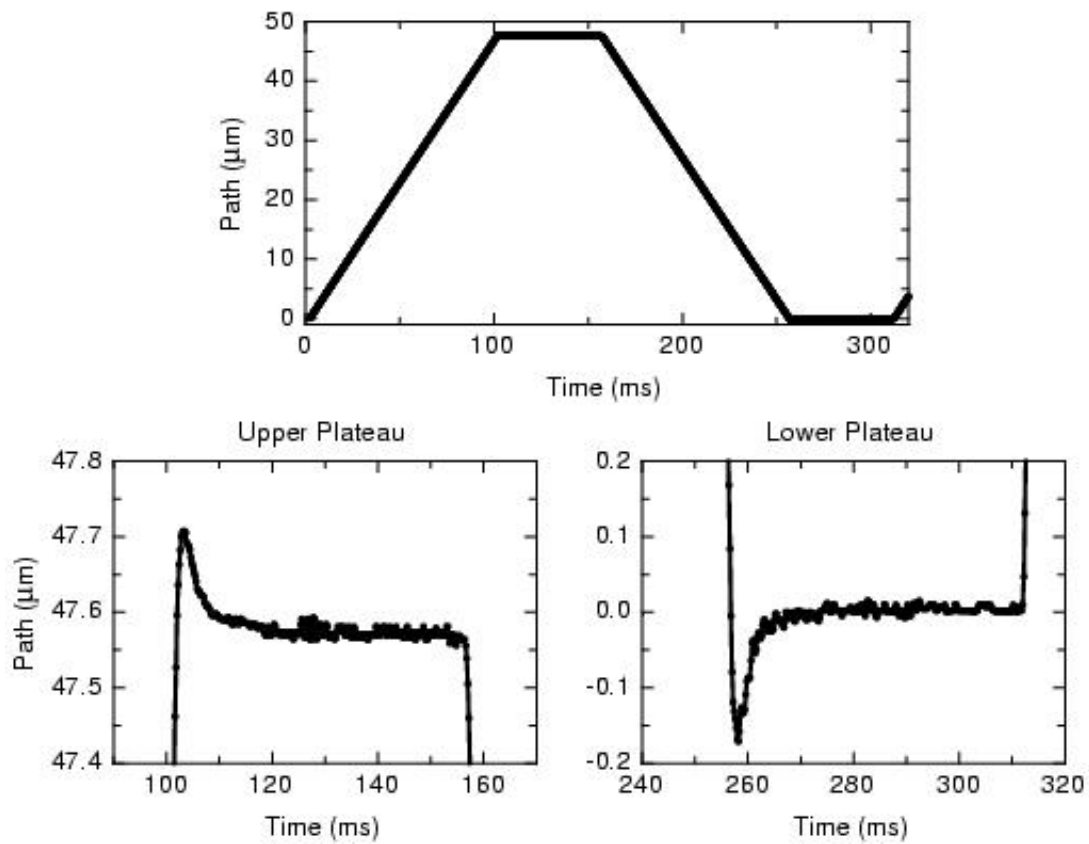 50
40
30
20
10
0
Path (μm)
0 100 200 300
Time (ms)
Upper Plateau
47.8
47.7
47.6
47.5
47.4
Path (μm)
100 120 140 160
Time (ms)
Lower Plateau
0.2
0.1
0.0
-0.1
-0.2
240 260 280 300 320
Time (ms)